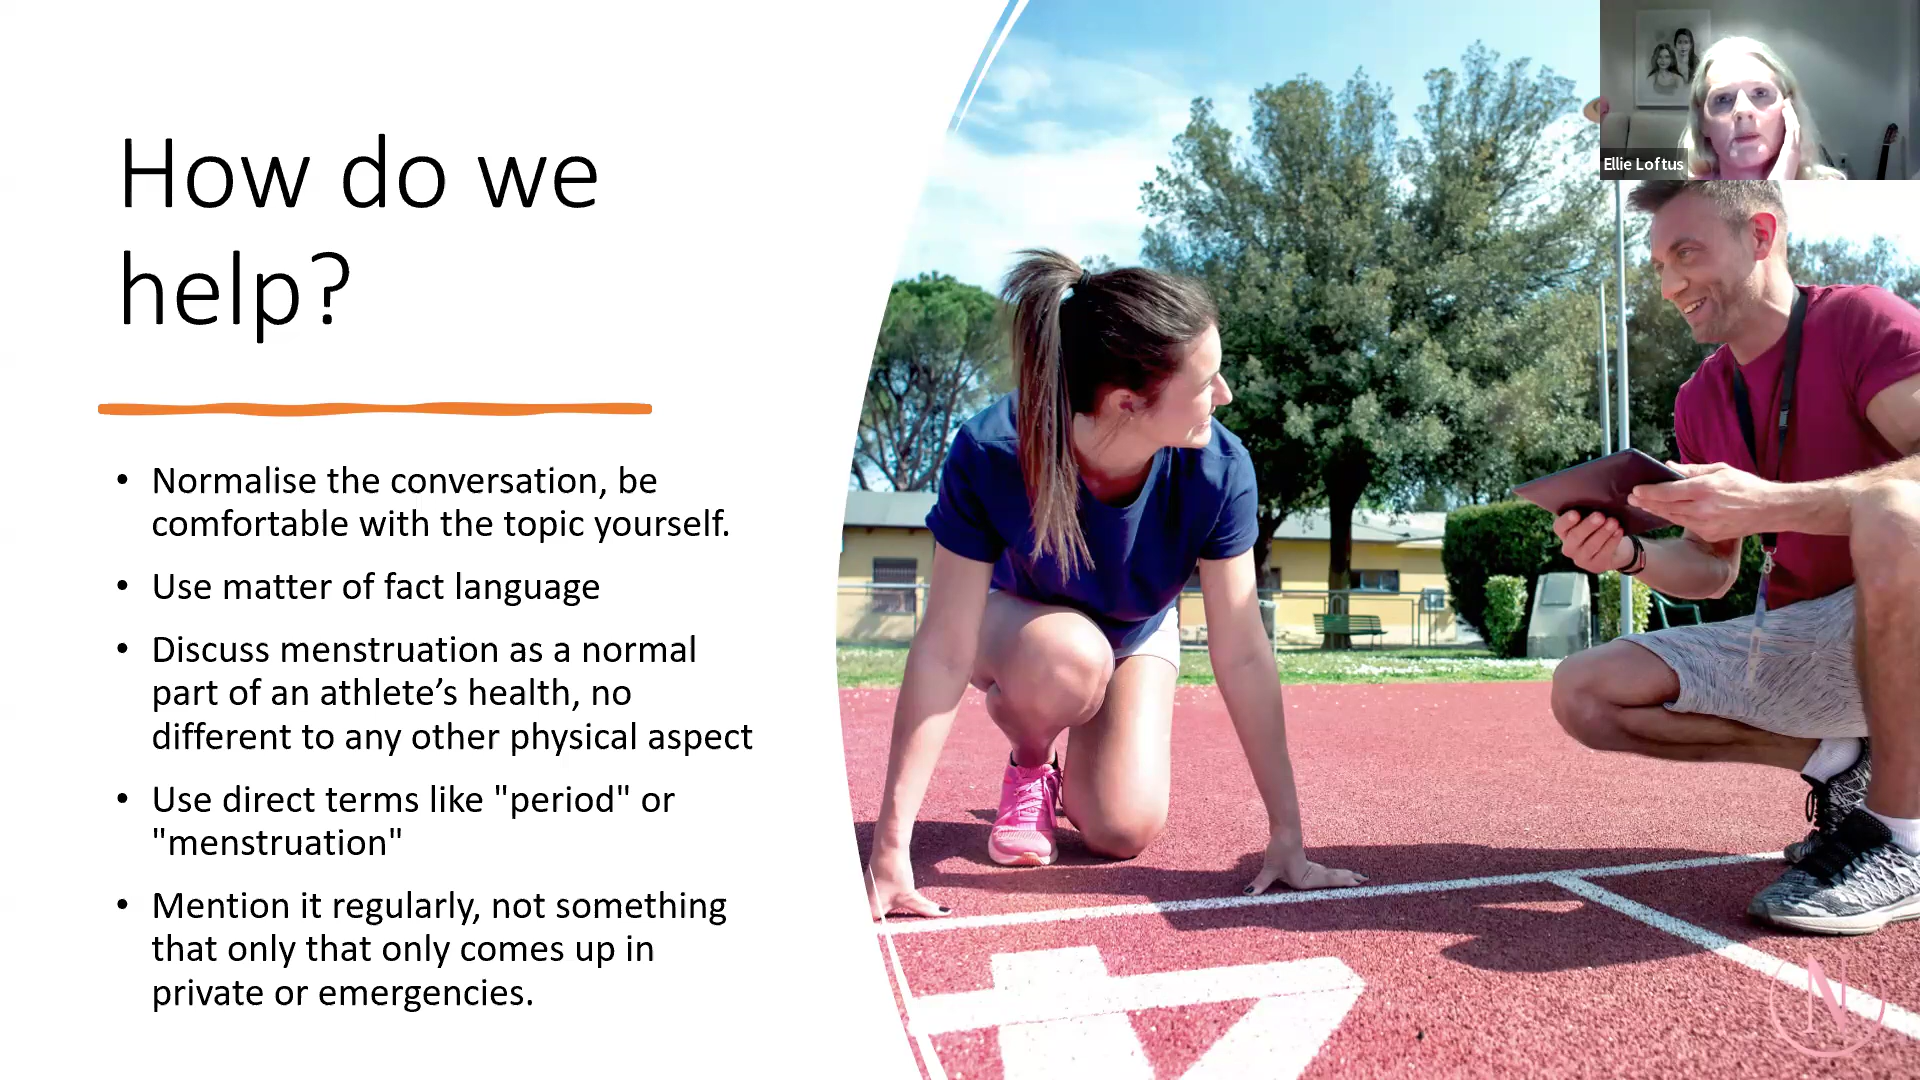 How do we
help?
• Normalise the conversation, be
comfortable with the topic yourself.
• Use matter of fact language
• Discuss menstruation as a normal
part of an athlete’s health, no
different to any other physical aspect
• Use direct terms like "period" or
"menstruation"
• Mention it regularly, not something
that only that only comes up in
private or emergencies.
Ellie Loftus
4
N